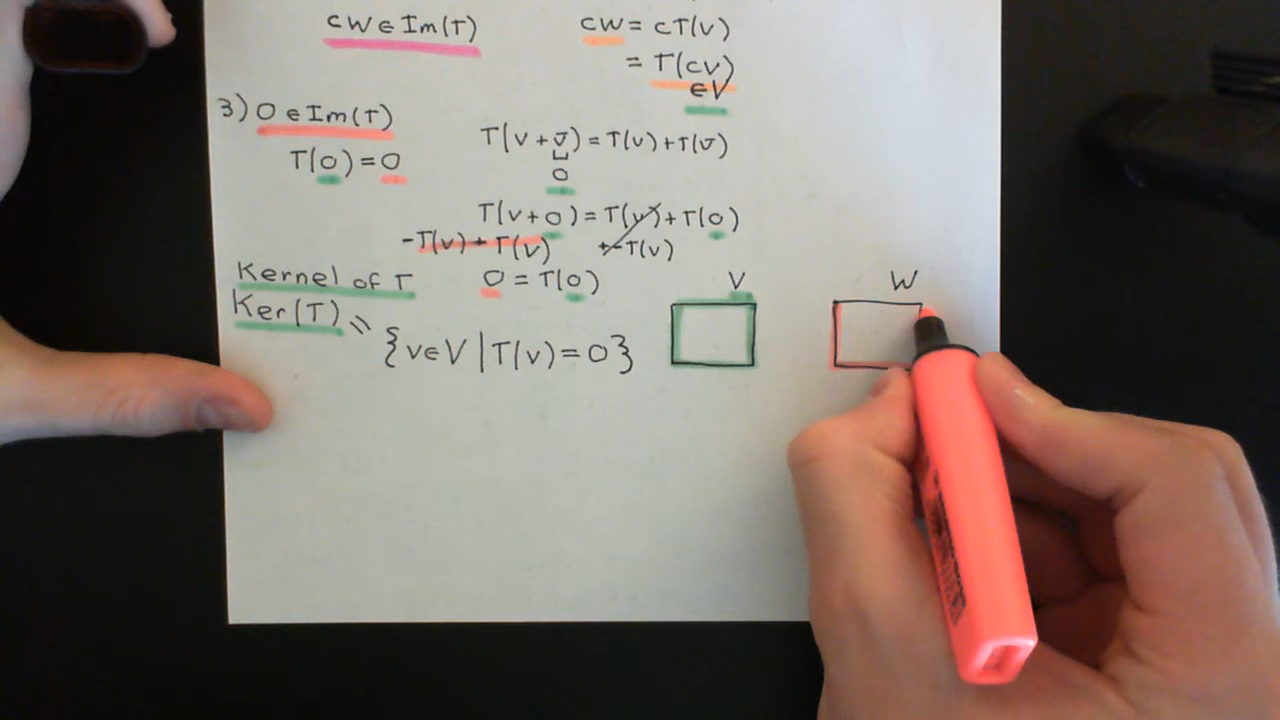 cw ∈ Im(T)
cw = cT(v)
= T(cv)
∈V
3) 0 ∈ Im(T)
T(0) = 0
T(v + v̄) = T(v) + T(v̄)
0
T(v + 0) = T(v) + T(0)
-T(v) + T(v) + -T(v)
0 = T(0)
Kernel of T
Ker(T) =
{v∈V | T(v) = 0}
V
W